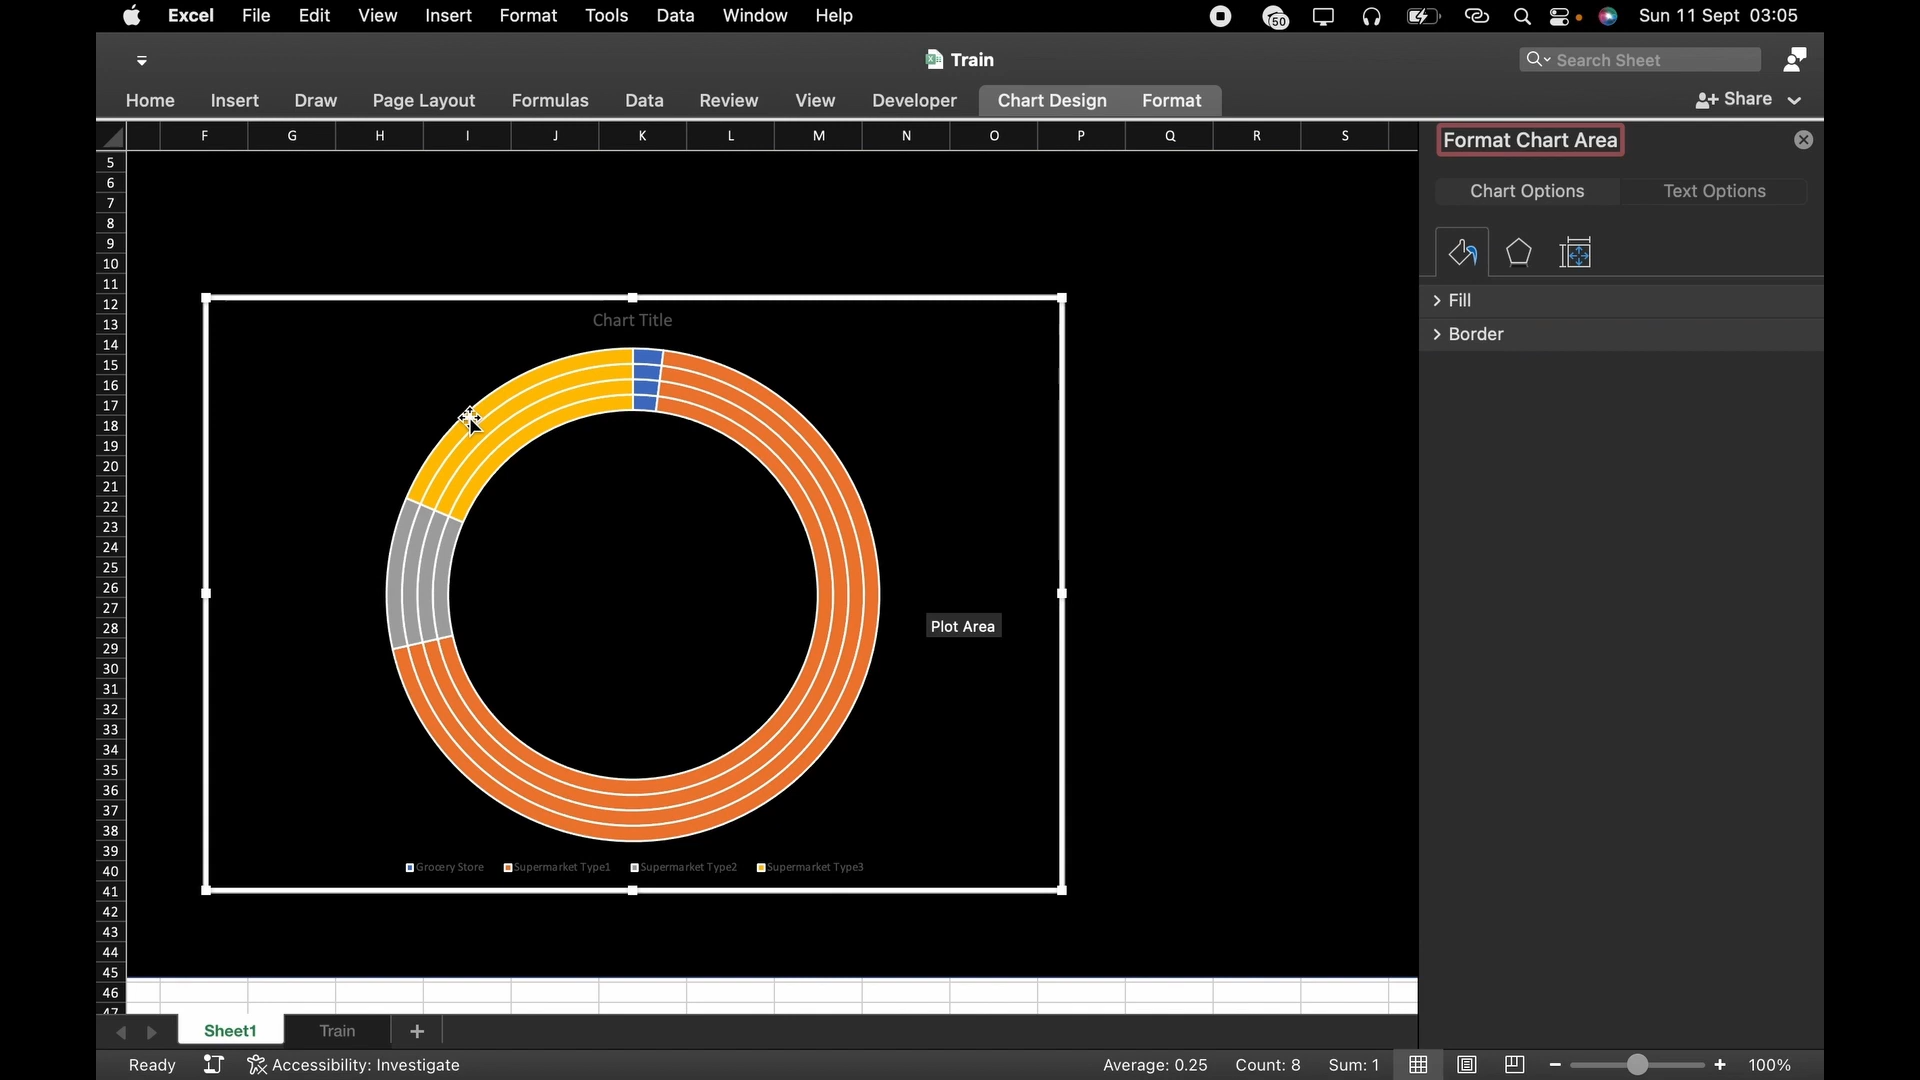 Excel File Edit View Insert Format Tools Data Window Help
50
Sun 11 Sept 03:05
Train
Search Sheet
Home Insert Draw Page Layout Formulas Data Review View Developer Chart Design Format
Share
F G H I J K L M N O P Q R S
Format Chart Area
Chart Options Text Options
Fill
Border
5
6
7
8
9
10
11
12
13
14
15
16
17
18
19
20
21
22
23
24
25
26
27
28
29
30
31
32
33
34
35
36
37
38
39
40
41
42
43
44
45
46
47
Chart Title
Plot Area
Grocery Store Supermarket Type1 Supermarket Type2 Supermarket Type3
Sheet1 Train +
Ready Accessibility: Investigate
Average: 0.25 Count: 8 Sum: 1
100%